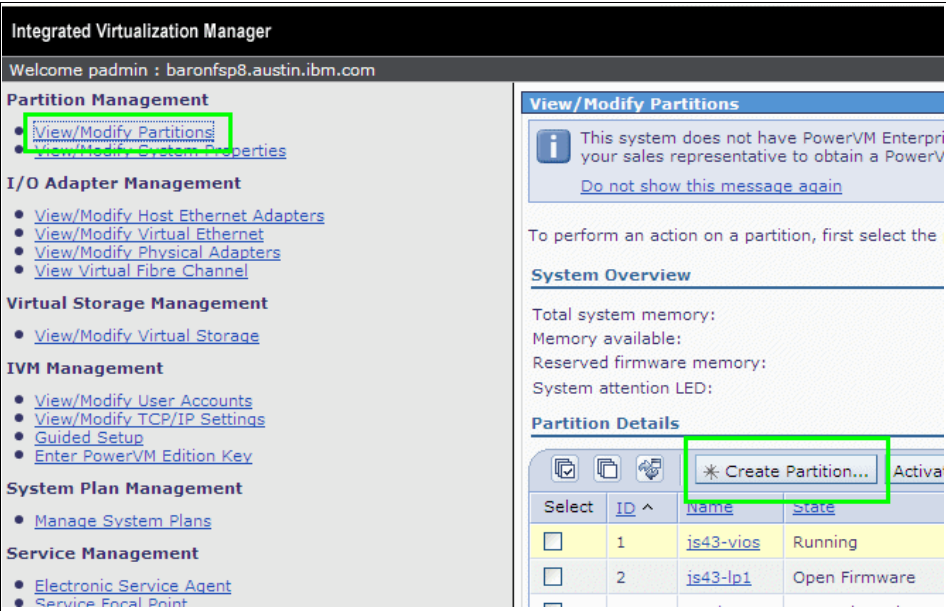 Integrated Virtualization Manager
Welcome padmin : baronfsp8.austin.ibm.com
Partition Management
View/Modify Partitions
View/Modify System Properties
I/O Adapter Management
View/Modify Host Ethernet Adapters
View/Modify Virtual Ethernet
View/Modify Physical Adapters
View Virtual Fibre Channel
Virtual Storage Management
View/Modify Virtual Storage
IVM Management
View/Modify User Accounts
View/Modify TCP/IP Settings
Guided Setup
Enter PowerVM Edition Key
System Plan Management
Manage System Plans
Service Management
Electronic Service Agent
Service Focal Point
View/Modify Partitions
This system does not have PowerVM Enterpri
your sales representative to obtain a PowerV
Do not show this message again
To perform an action on a partition, first select the
System Overview
Total system memory:
Memory available:
Reserved firmware memory:
System attention LED:
Partition Details
Create Partition... Activa
Select ID ^ Name State
1 js43-vios Running
2 js43-lp1 Open Firmware